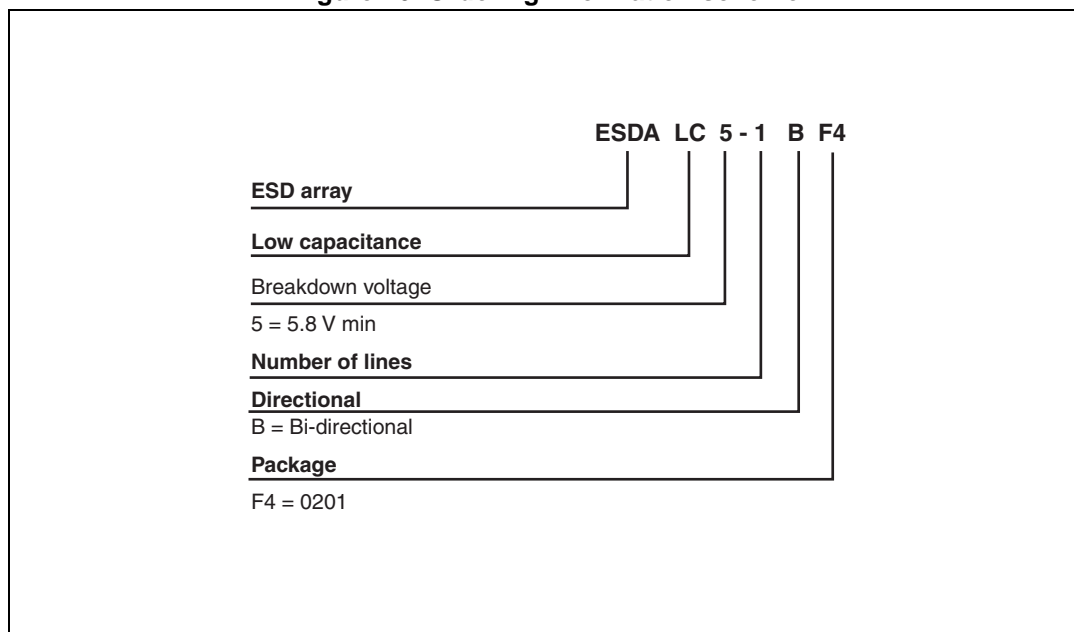 ESDA LC 5 - 1 B F4
ESD array
Low capacitance
Breakdown voltage
5 = 5.8 V min
Number of lines
Directional
B = Bi-directional
Package
F4 = 0201